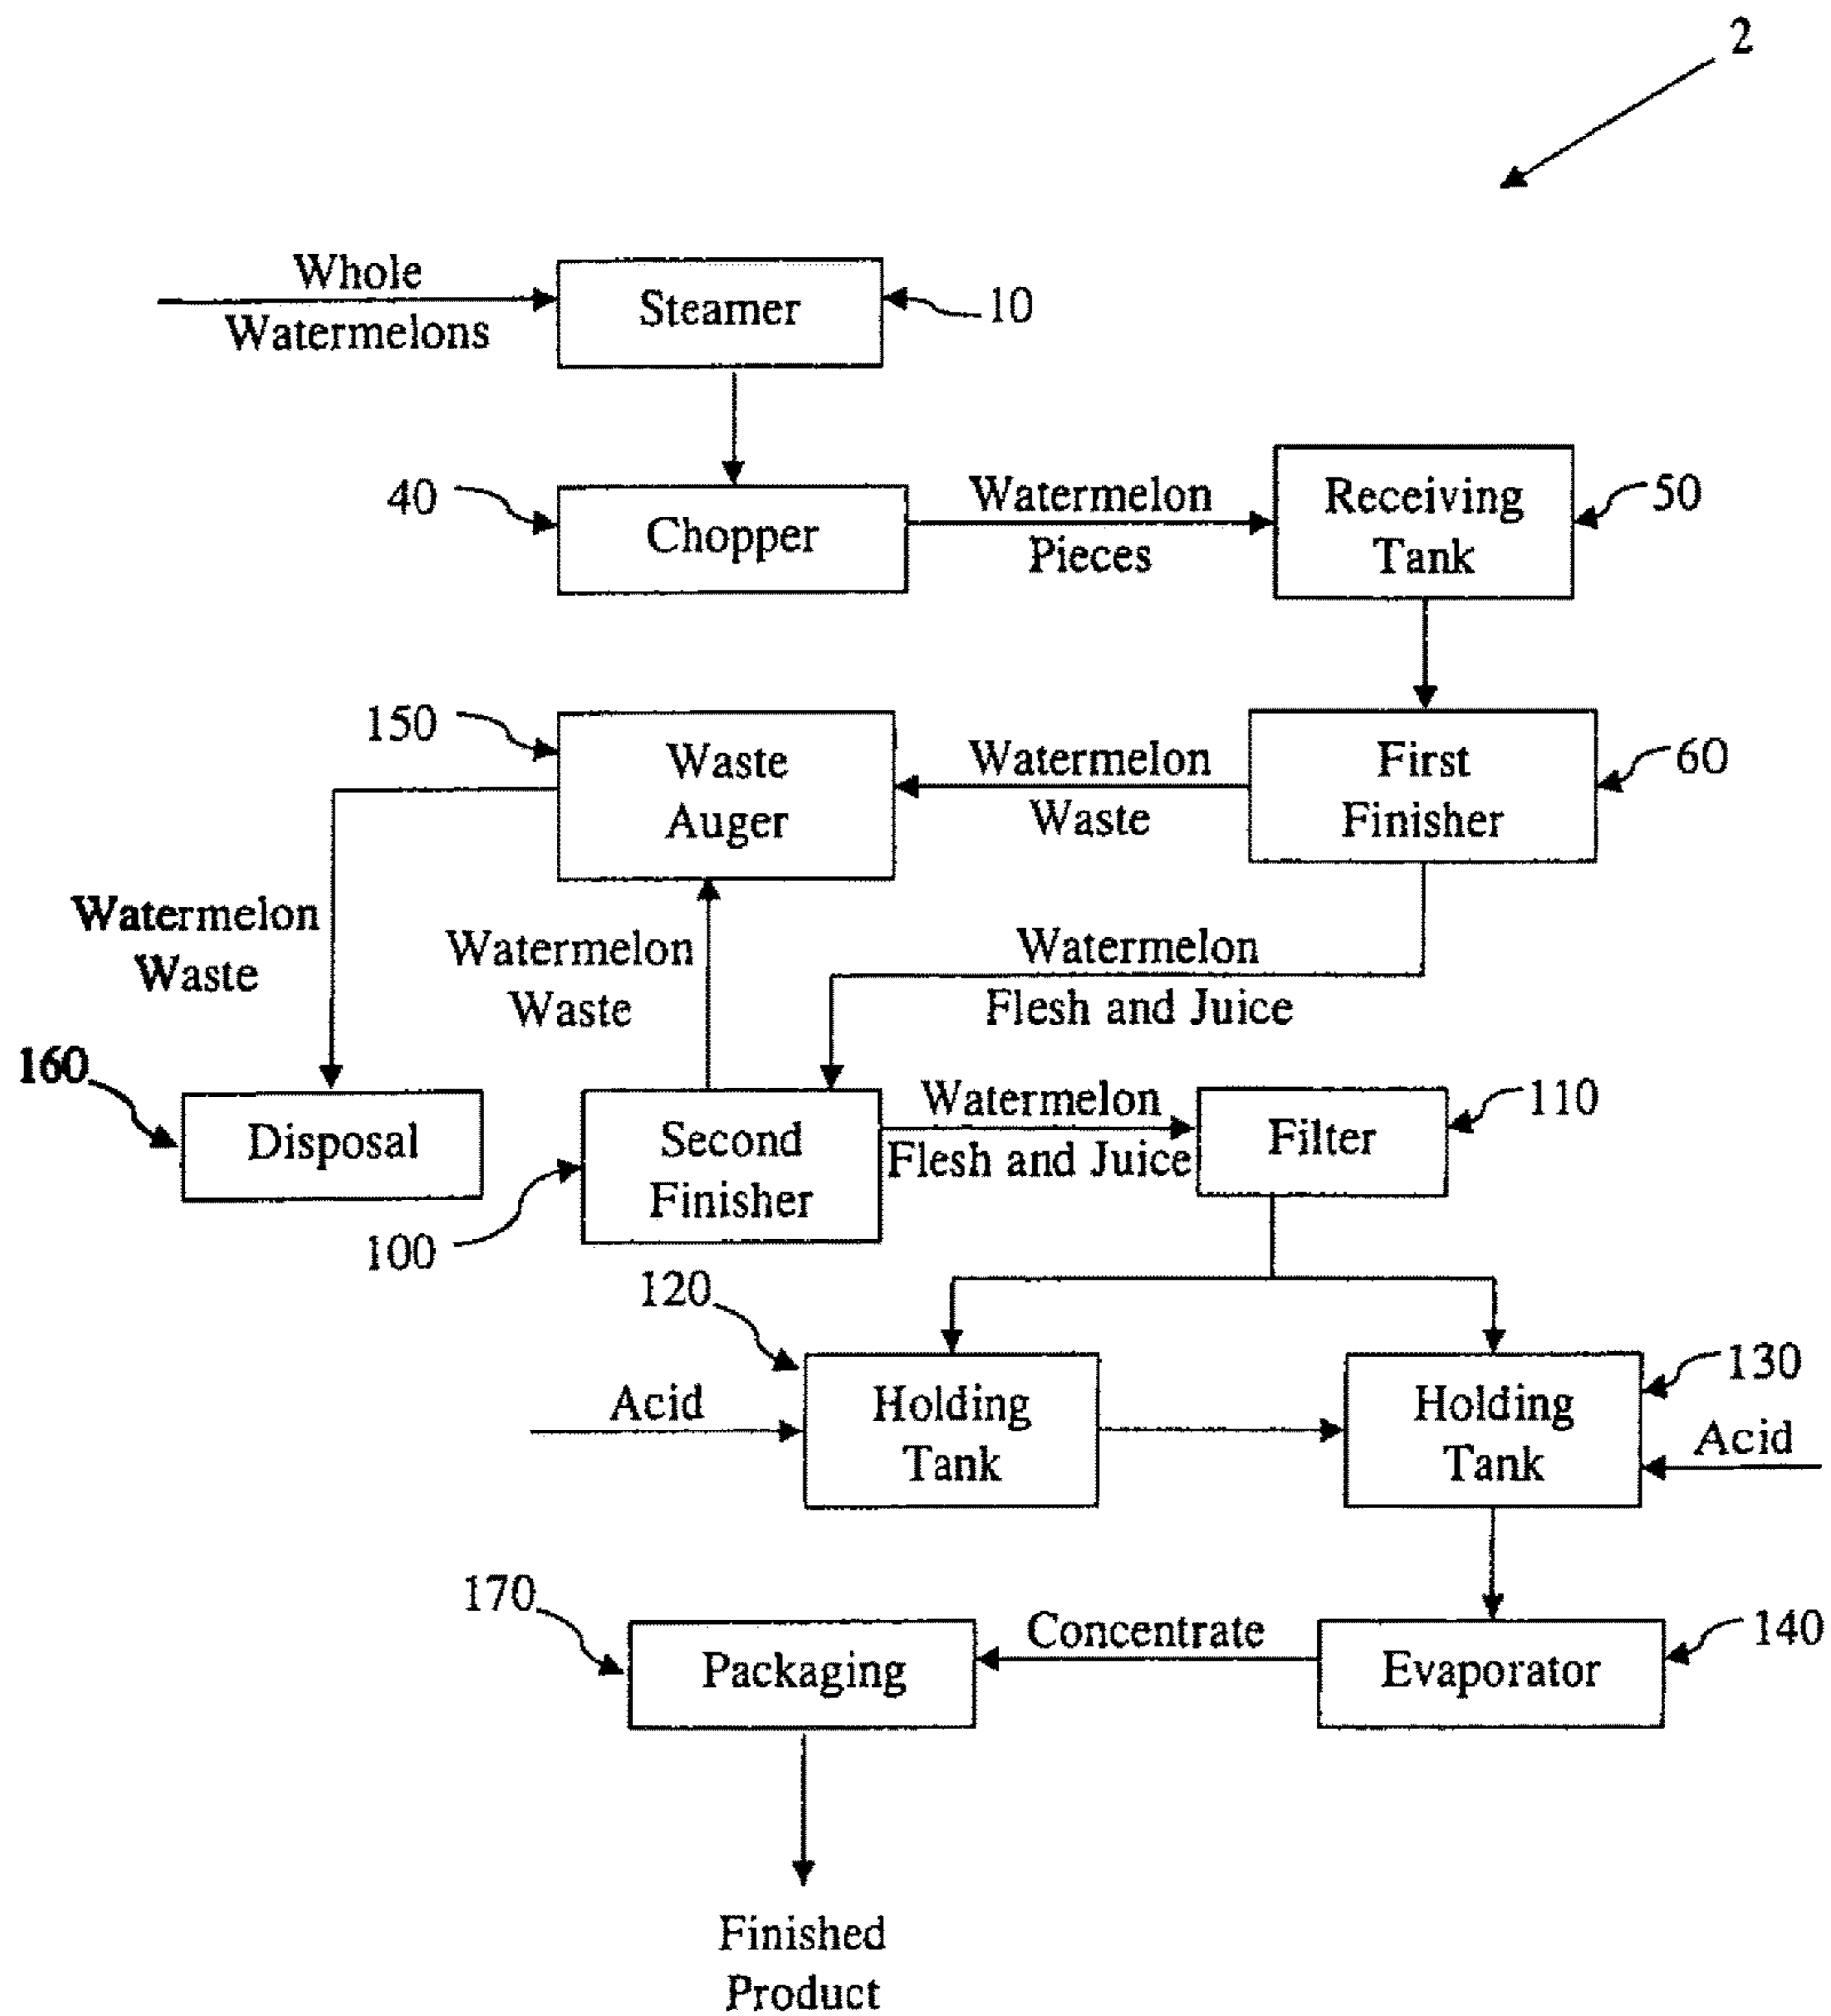 2
Whole
Watermelons
Steamer
10
40
Chopper
Watermelon
Pieces
Receiving
Tank
50
150
Waste
Auger
Watermelon
Waste
First
Finisher
60
Watermelon
Waste
Watermelon
Waste
Watermelon
Flesh and Juice
160
Disposal
Second
Finisher
100
Watermelon
Flesh and Juice
Filter
110
120
Acid
Holding
Tank
Holding
Tank
130
Acid
170
Packaging
Concentrate
Evaporator
140
Finished
Product